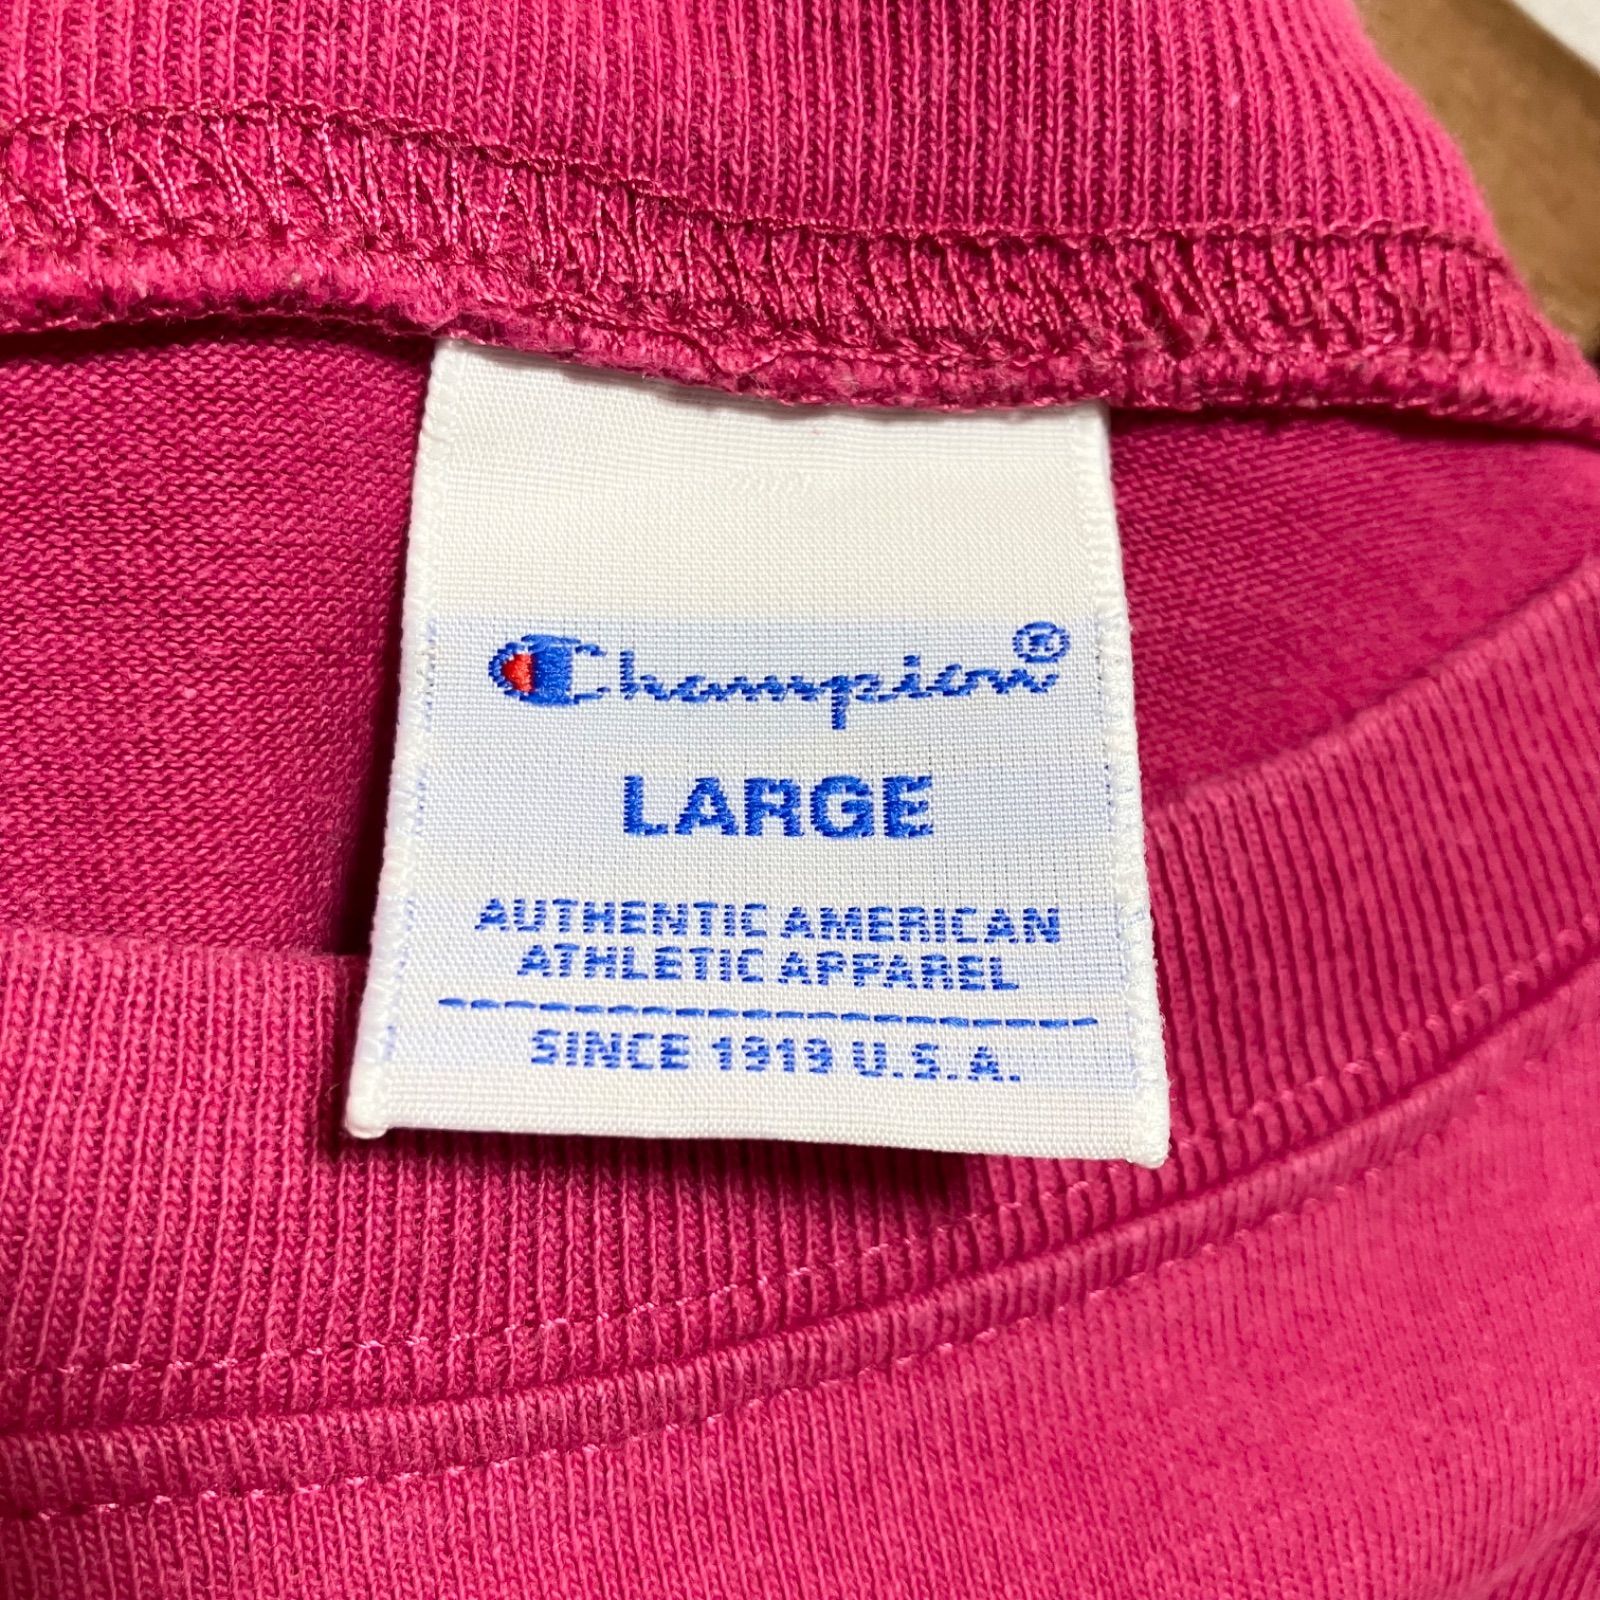 Champion®
LARGE
AUTHENTIC AMERICAN
ATHLETIC APPAREL
SINCE 1919 U.S.A.